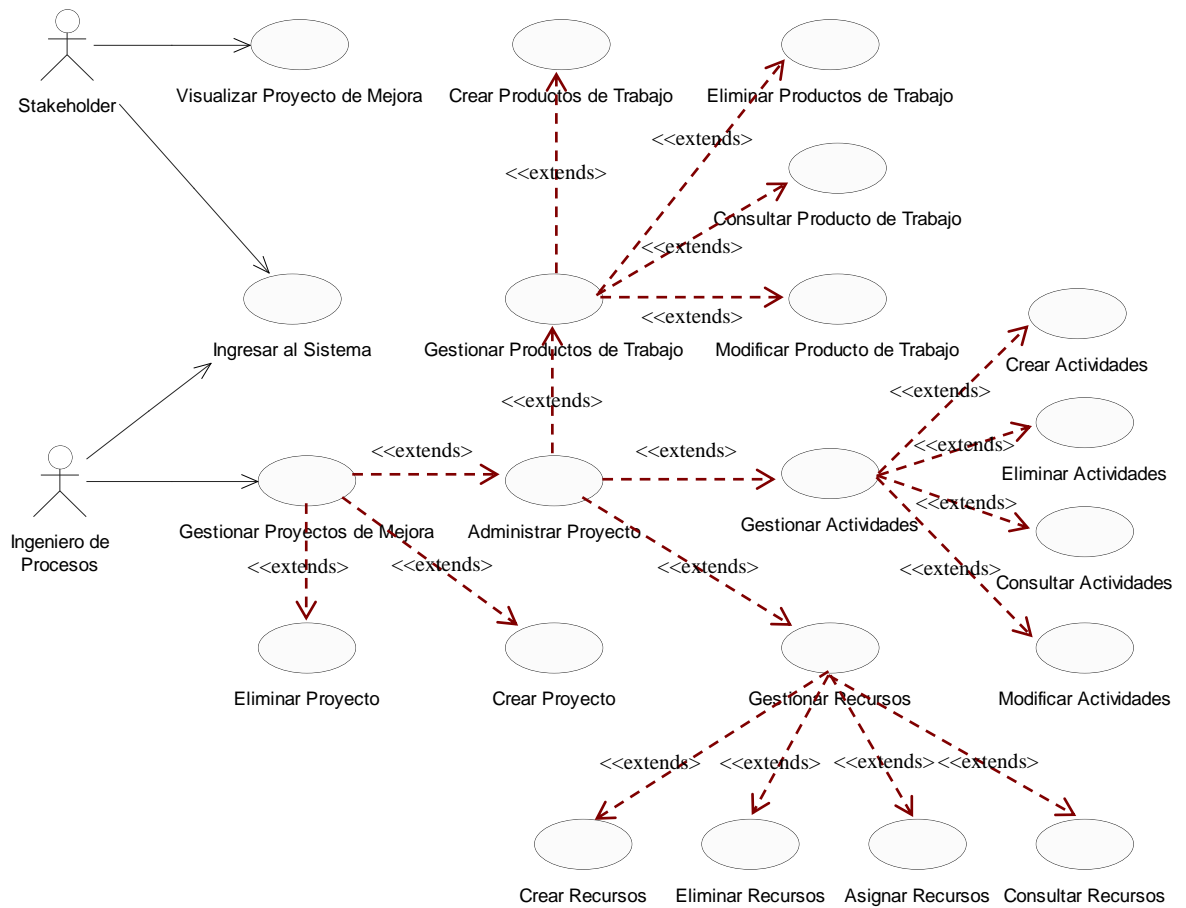 Stakeholder
Visualizar Proyecto de Mejora
Crear Productos de Trabajo
Eliminar Productos de Trabajo
<<extends>>
<<extends>>
Consultar Producto de Trabajo
<<extends>>
<<extends>>
Ingresar al Sistema
Gestionar Productos de Trabajo
Modificar Producto de Trabajo
Crear Actividades
<<extends>>
<<extends>>
<<extends>>
<<extends>>
<<extends>>
Eliminar Actividades
<<extends>>
Gestionar Proyectos de Mejora
Administrar Proyecto
Gestionar Actividades
Ingeniero de
Procesos
<<extends>>
<<extends>>
<<extends>>
<<extends>>
Consultar Actividades
Eliminar Proyecto
Crear Proyecto
Gestionar Recursos
Modificar Actividades
<<extends>>
<<extends>>
<<extends>>
<<extends>>
Crear Recursos
Eliminar Recursos
Asignar Recursos
Consultar Recursos